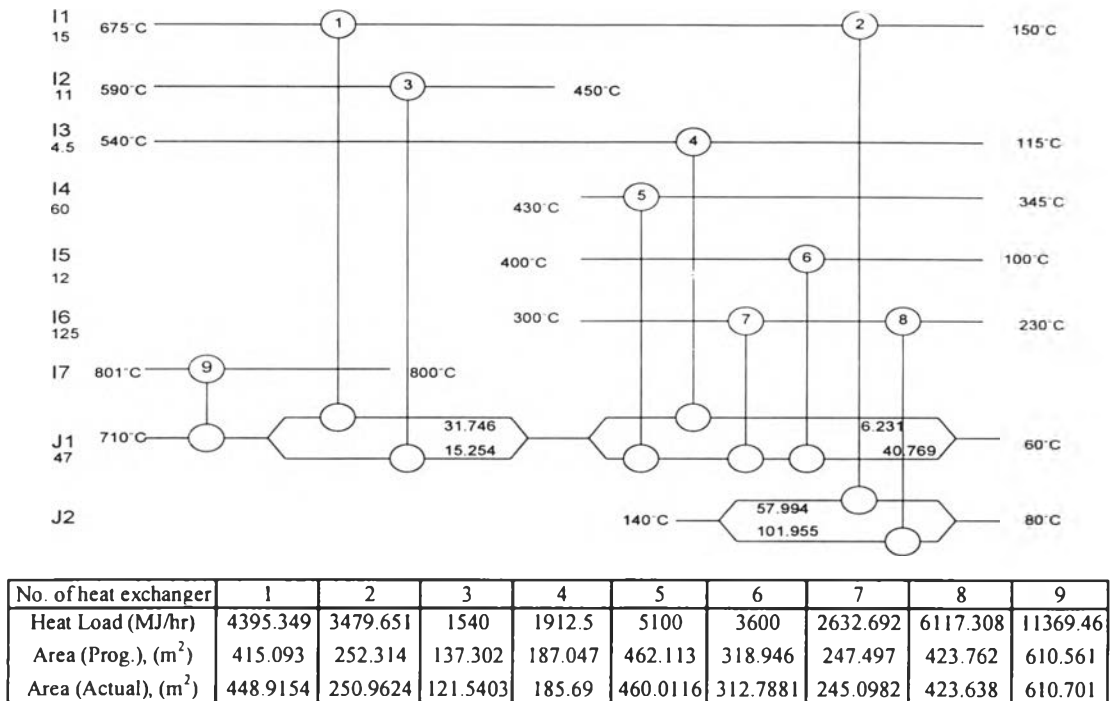 I1
15
675°C
1
2
150°C
I2
11
590°C
3
450°C
I3
4.5
540°C
4
115°C
I4
60
430°C
5
345°C
I5
12
400°C
6
100°C
I6
125
300°C
7
8
230°C
I7
801°C
9
800°C
J1
47
710°C
31.746
15.254
6.231
40.769
60°C
J2
140°C
57.994
101.955
80°C
No. of heat exchanger 1 2 3 4 5 6 7 8 9
Heat Load (MJ/hr) 4395.349 3479.651 1540 1912.5 5100 3600 2632.692 6117.308 11369.46
Area (Prog.), (m²) 415.093 252.314 137.302 187.047 462.113 318.946 247.497 423.762 610.561
Area (Actual), (m²) 448.9154 250.9624 121.5403 185.69 460.0116 312.7881 245.0982 423.638 610.701